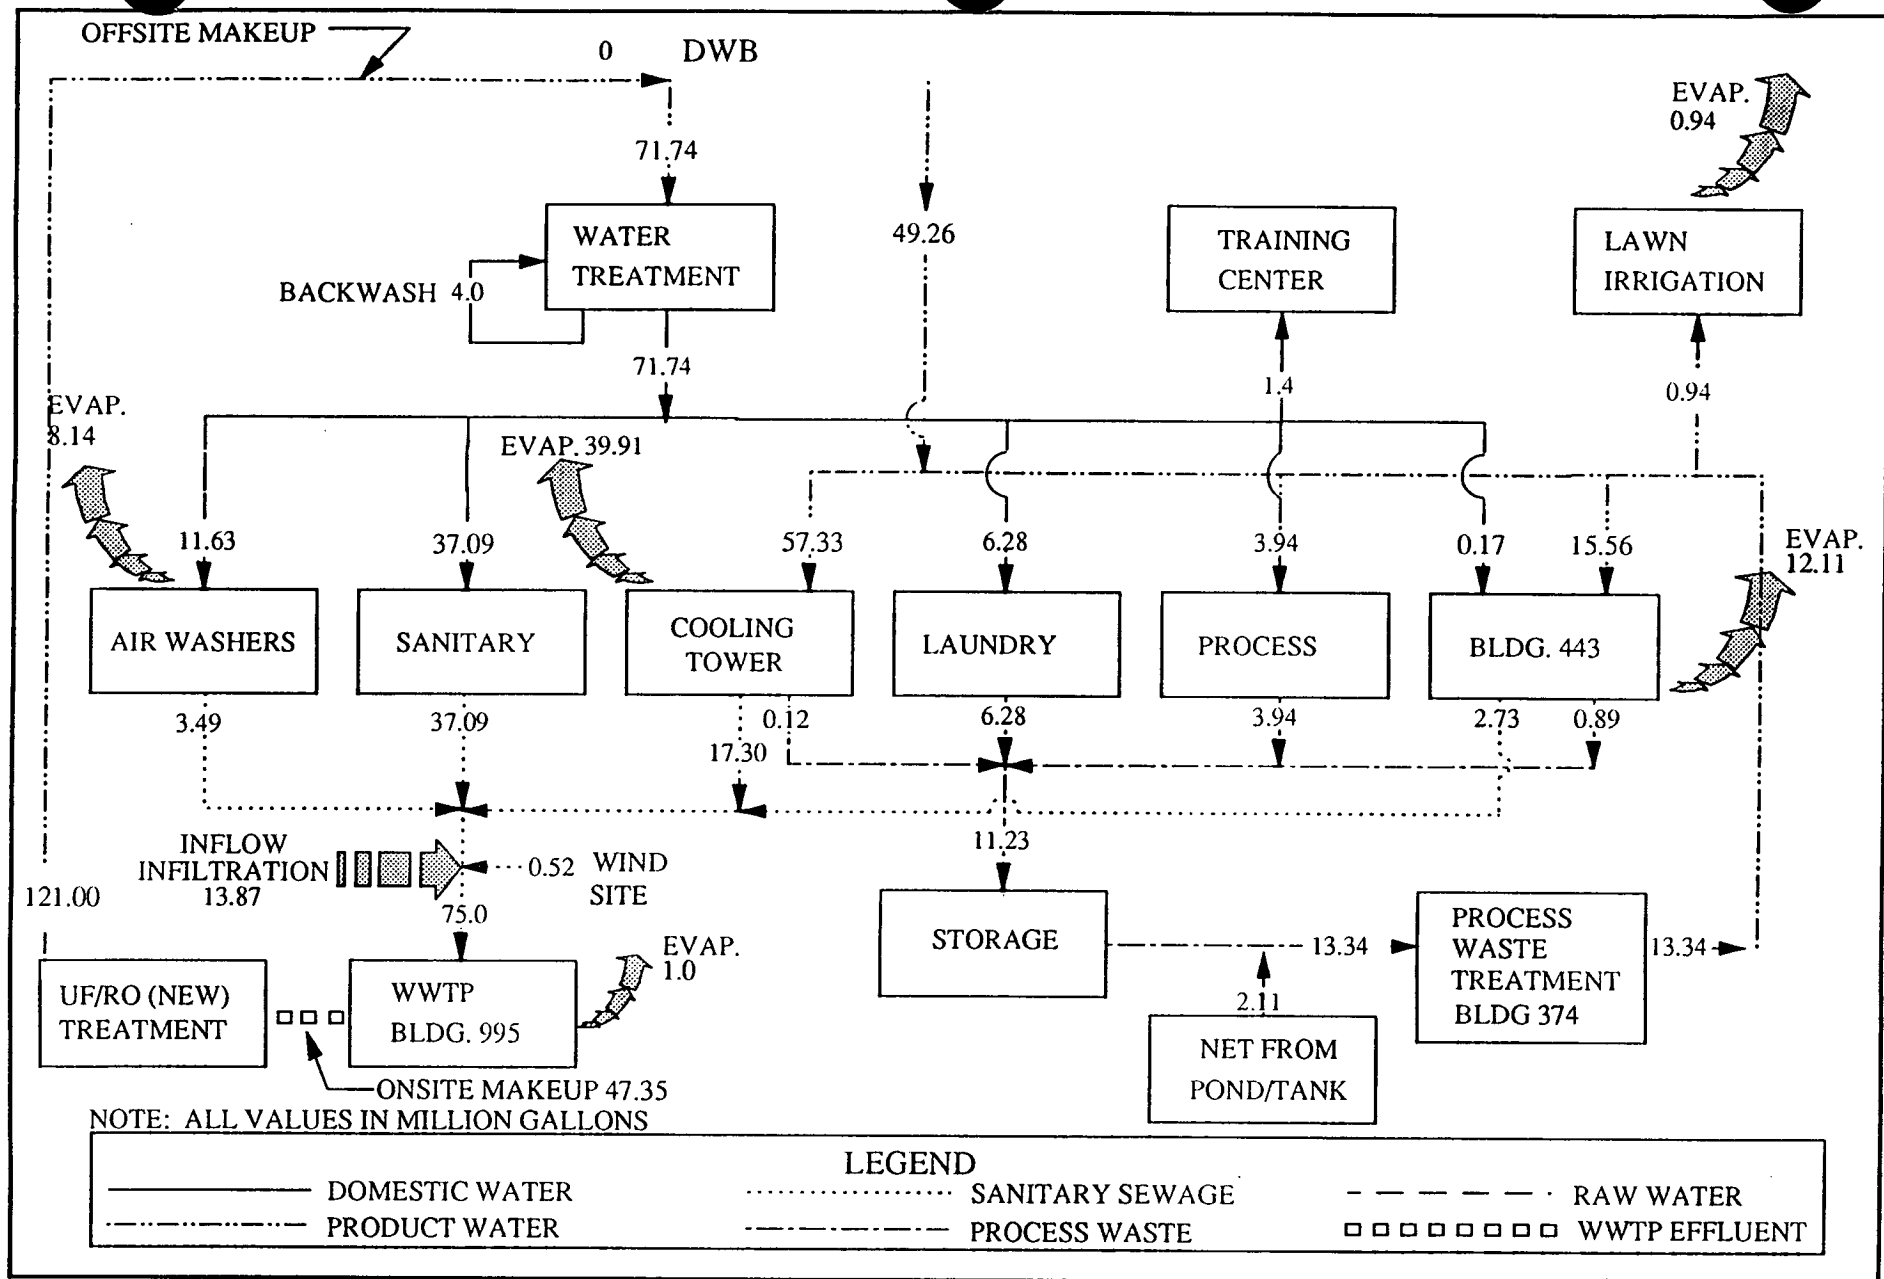 OFFSITE MAKEUP
0 DWB
EVAP.
0.94
71.74
49.26
WATER
TREATMENT
TRAINING
CENTER
LAWN
IRRIGATION
BACKWASH 4.0
71.74
1.4
0.94
EVAP.
8.14
EVAP. 39.91
11.63
37.09
57.33
6.28
3.94
0.17
15.56
EVAP.
12.11
AIR WASHERS
SANITARY
COOLING
TOWER
LAUNDRY
PROCESS
BLDG. 443
3.49
37.09
17.30
0.12
6.28
3.94
2.73
0.89
INFLOW
INFILTRATION
13.87
0.52 WIND
SITE
11.23
121.00
75.0
EVAP.
1.0
STORAGE
13.34
PROCESS
WASTE
TREATMENT
BLDG 374
13.34
UF/RO (NEW)
TREATMENT
WWTP
BLDG. 995
2.11
NET FROM
POND/TANK
ONSITE MAKEUP 47.35
NOTE: ALL VALUES IN MILLION GALLONS
LEGEND
DOMESTIC WATER
SANITARY SEWAGE
RAW WATER
PRODUCT WATER
PROCESS WASTE
WWTP EFFLUENT